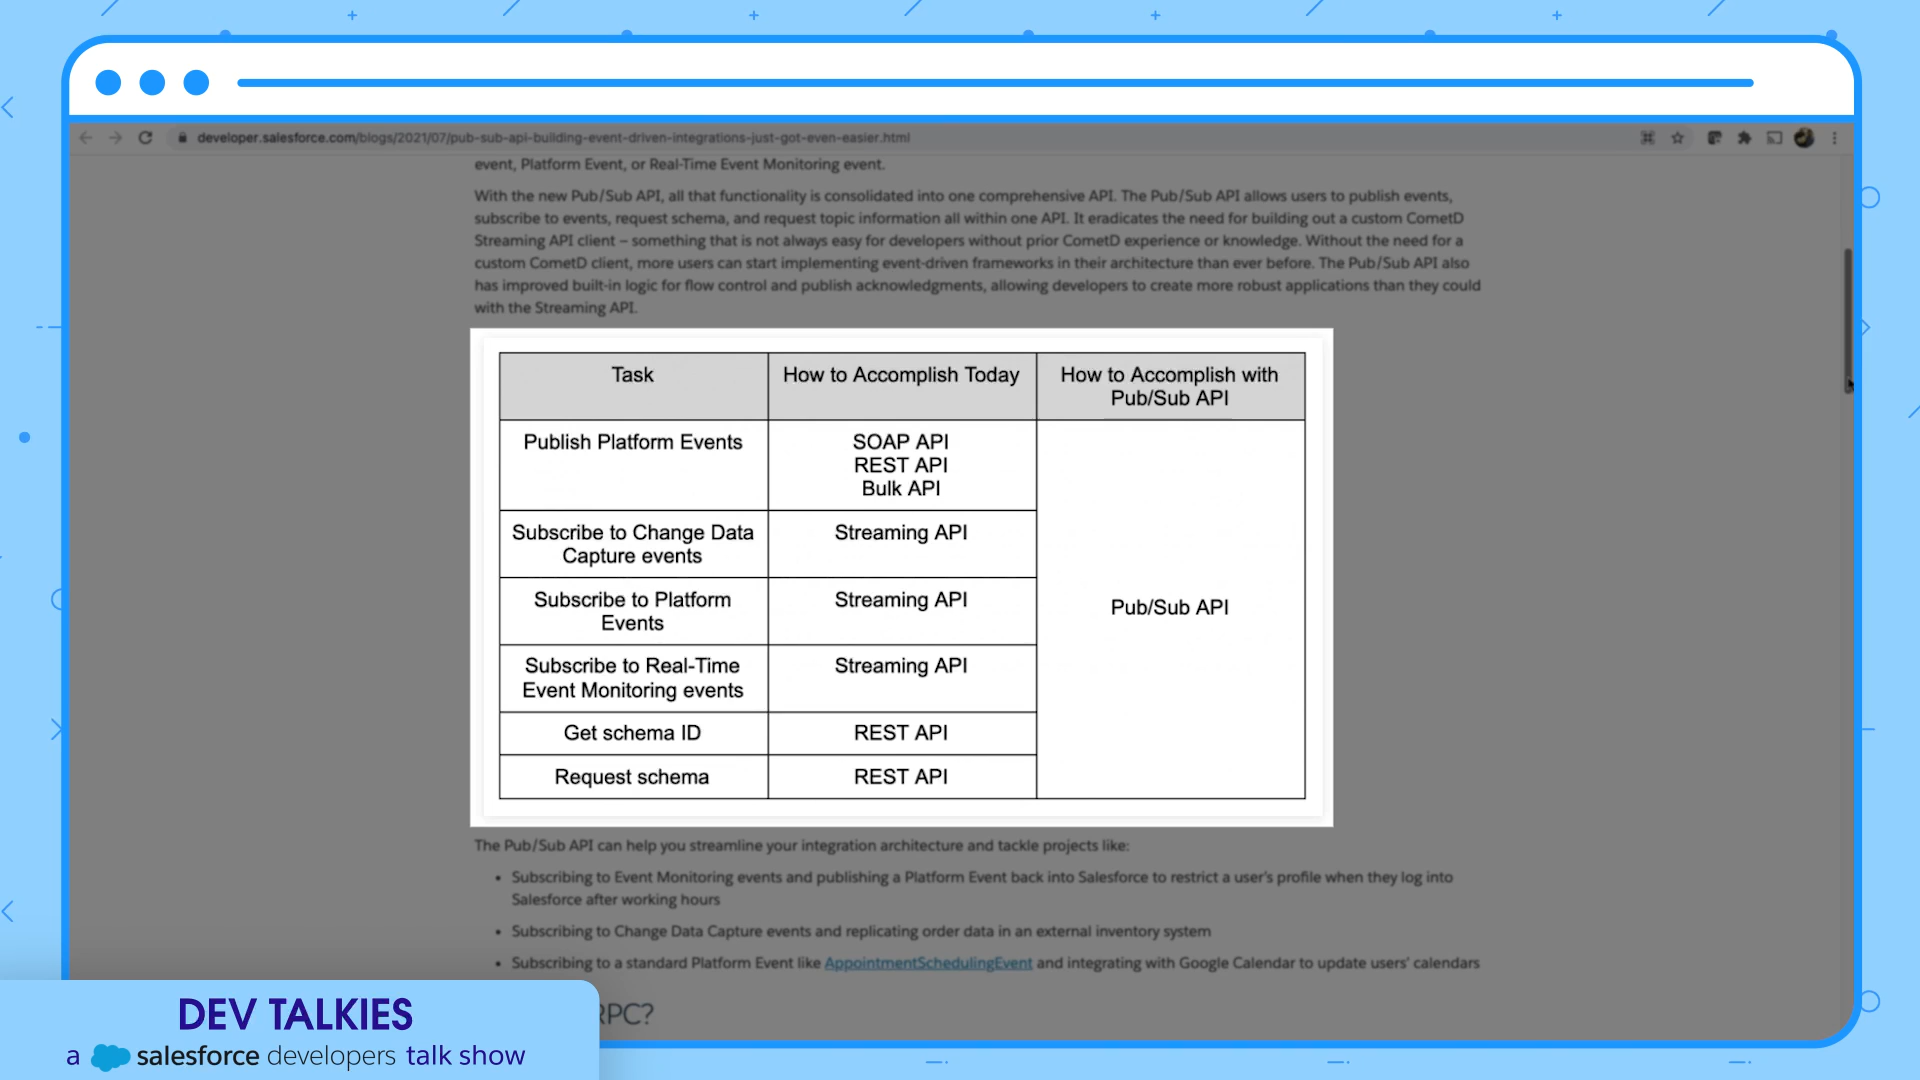 developer.salesforce.com/blogs/2021/07/pub-sub-api-building-event-driven-integrations-just-got-even-easier.html
event, Platform Event, or Real-Time Event Monitoring event.
With the new Pub/Sub API, all that functionality is consolidated into one comprehensive API. The Pub/Sub API allows users to publish events,
subscribe to events, request schema, and request topic information all within one API. It eradicates the need for building out a custom CometD
Streaming API client – something that is not always easy for developers without prior CometD experience or knowledge. Without the need for a
custom CometD client, more users can start implementing event-driven frameworks in their architecture than ever before. The Pub/Sub API also
has improved built-in logic for flow control and publish acknowledgments, allowing developers to create more robust applications than they could
with the Streaming API.
Task
How to Accomplish Today
How to Accomplish with
Pub/Sub API
Publish Platform Events
SOAP API
REST API
Bulk API
Subscribe to Change Data
Capture events
Streaming API
Subscribe to Platform
Events
Streaming API
Subscribe to Real-Time
Event Monitoring events
Streaming API
Get schema ID
REST API
Request schema
REST API
Pub/Sub API
The Pub/Sub API can help you streamline your integration architecture and tackle projects like:
• Subscribing to Event Monitoring events and publishing a Platform Event back into Salesforce to restrict a user's profile when they log into
Salesforce after working hours
• Subscribing to Change Data Capture events and replicating order data in an external inventory system
• Subscribing to a standard Platform Event like AppointmentSchedulingEvent and integrating with Google Calendar to update users' calendars
RPC?
DEV TALKIES
a salesforce developers talk show